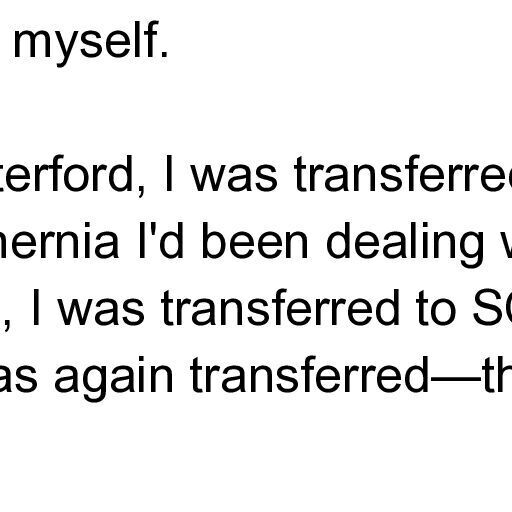 myself.
terford, I was transferred
hernia I'd been dealing
, I was transferred to SC
as again transferred—th